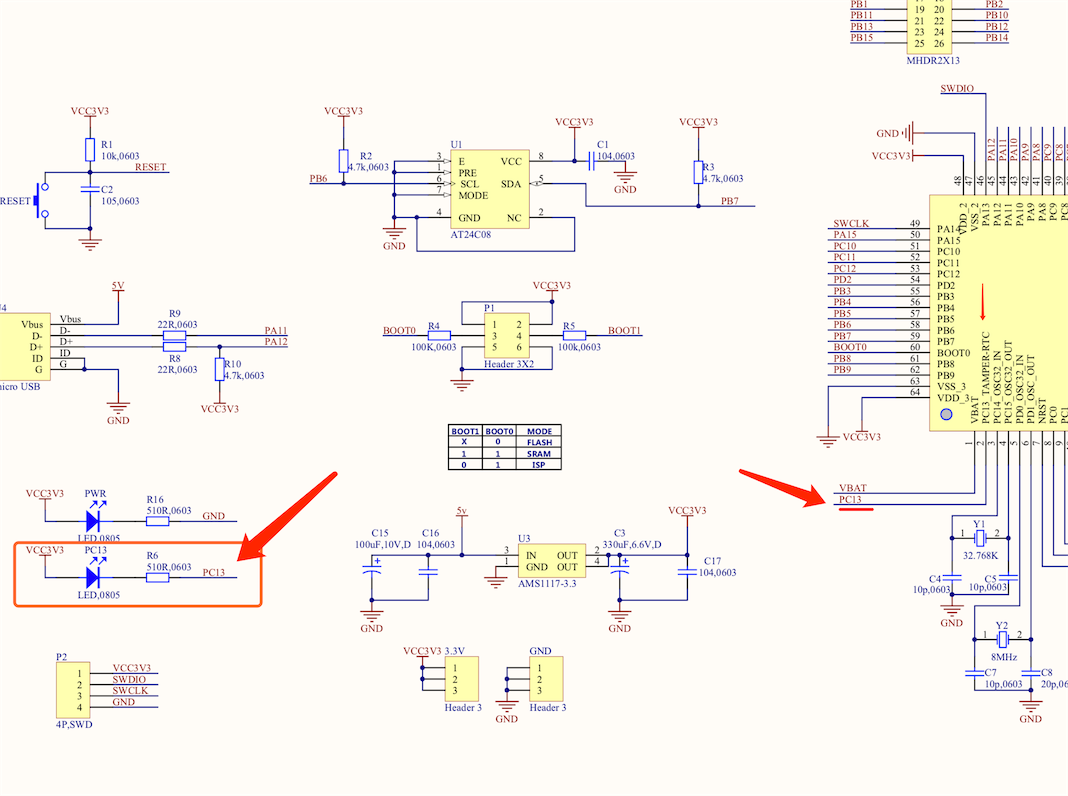 PB1 19 20 PB2
PB11 21 22 PB10
PB13 23 24 PB12
PB15 25 26 PB14
MHDR2X13
SWDIO
GND
VCC3V3
PA12
PA11
PA10
PA9
PA8
PC9
PC8
48
47
46
45
44
43
42
41
40
39
VDD_2
VSS_2
PA13
PA12
PA11
PA10
PA9
PA8
PC9
PC8
VCC3V3
R1
10k,0603
RESET
C2
105,0603
RESET
VCC3V3
R2
4.7k,0603
PB6
U1
3 E VCC 8
7 PRE
6 SCL SDA 5
7 MODE
4 GND NC 2
AT24C08
GND
VCC3V3
C1
104,0603
GND
VCC3V3
R3
4.7k,0603
PB7
SWCLK 49 PA14
PA15 50 PA15
PC10 51 PC10
PC11 52 PC11
PC12 53 PC12
PD2 54 PD2
PB3 55 PB3
PB4 56 PB4
PB5 57 PB5
PB6 58 PB6
PB7 59 PB7
BOOT0 60 BOOT0
PB8 61 PB8
PB9 62 PB9
63 VSS_3
64 VDD_3
VCC3V3
VBAT
PC13_TAMPER-RTC
PC14_OSC32_IN
PC15_OSC32_OUT
PD0_OSC32_IN
PD1_OSC_OUT
NRST
PC0
PC1
1
2
3
4
5
6
7
8
9
5V
Vbus Vbus
D- D-
D+ D+
ID ID
G G
micro USB
R9
22R,0603
PA11
PA12
R8
22R,0603
R10
4.7k,0603
VCC3V3
GND
VCC3V3
P1
BOOT0 R4 1 2 R5 BOOT1
3 4
5 6
100K,0603 100k,0603
Header 3X2
BOOT1 BOOT0 MODE
X 0 FLASH
1 1 SRAM
0 1 ISP
VCC3V3 PWR
R16
510R,0603 GND
LED,0805
VCC3V3 PC13
R6
510R,0603 PC13
LED,0805
5v
C15
100uF,10V,D
C16
104,0603
GND
U3
3 IN OUT 2
1 GND OUT 4
AMS1117-3.3
C3
330uF,6.6V,D
VCC3V3
C17
104,0603
GND
VBAT
PC13
Y1
1 2
32.768K
C4
10p,0603
C5
10p,0603
GND
Y2
1 2
8MHz
C7
10p,0603
C8
GND
P2
1 VCC3V3
2 SWDIO
3 SWCLK
4 GND
4P,SWD
VCC3V3 3.3V
1
2
3
Header 3
GND
1
2
3
Header 3
GND